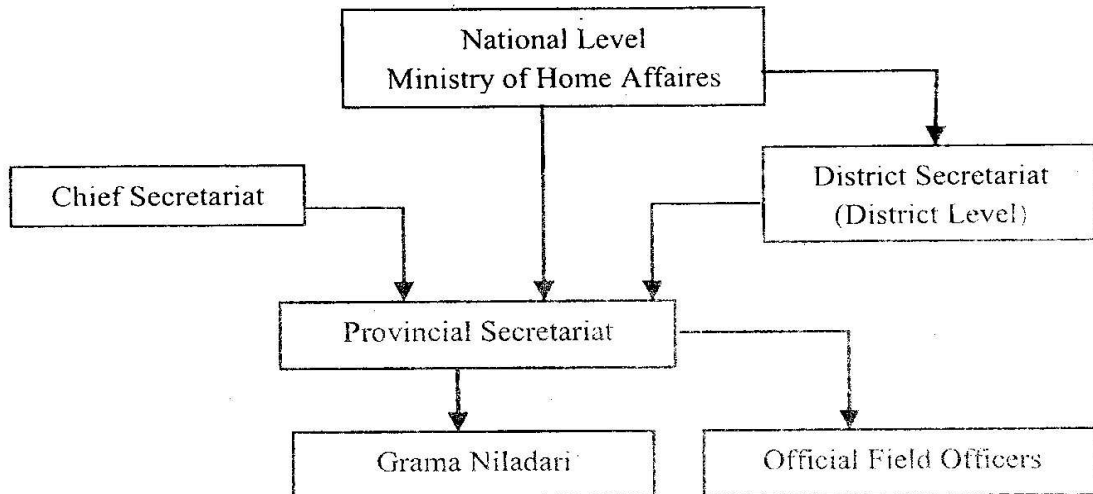 National Level
Ministry of Home Affaires
Chief Secretariat
District Secretariat
(District Level)
Provincial Secretariat
Grama Niladari
Official Field Officers